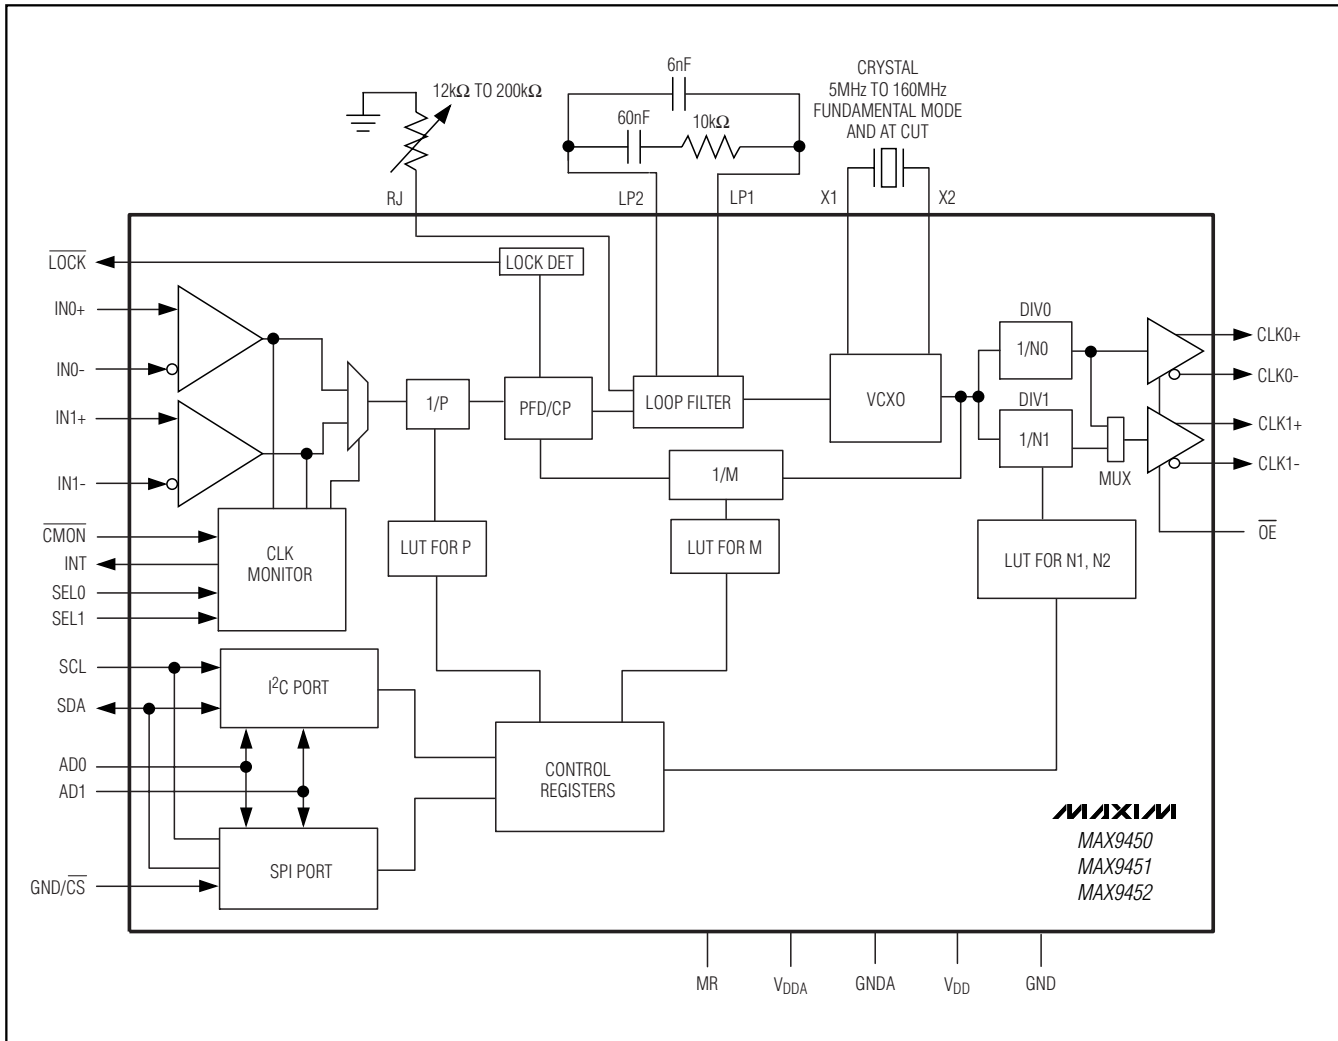 6nF
CRYSTAL
5MHz TO 160MHz
FUNDAMENTAL MODE
AND AT CUT
12kΩ TO 200kΩ
60nF
10kΩ
RJ
LP2
LP1
X1
X2
LOCK
LOCK DET
IN0+
IN0-
IN1+
IN1-
1/P
PFD/CP
LOOP FILTER
VCXO
DIV0
1/N0
DIV1
1/N1
MUX
CLK0+
CLK0-
CLK1+
CLK1-
OE
1/M
CMON
INT
SEL0
SEL1
CLK
MONITOR
LUT FOR P
LUT FOR M
LUT FOR N1, N2
SCL
SDA
AD0
AD1
GND/CS
I²C PORT
SPI PORT
CONTROL
REGISTERS
MAXIM
MAX9450
MAX9451
MAX9452
MR
VDDA
GNDA
VDD
GND